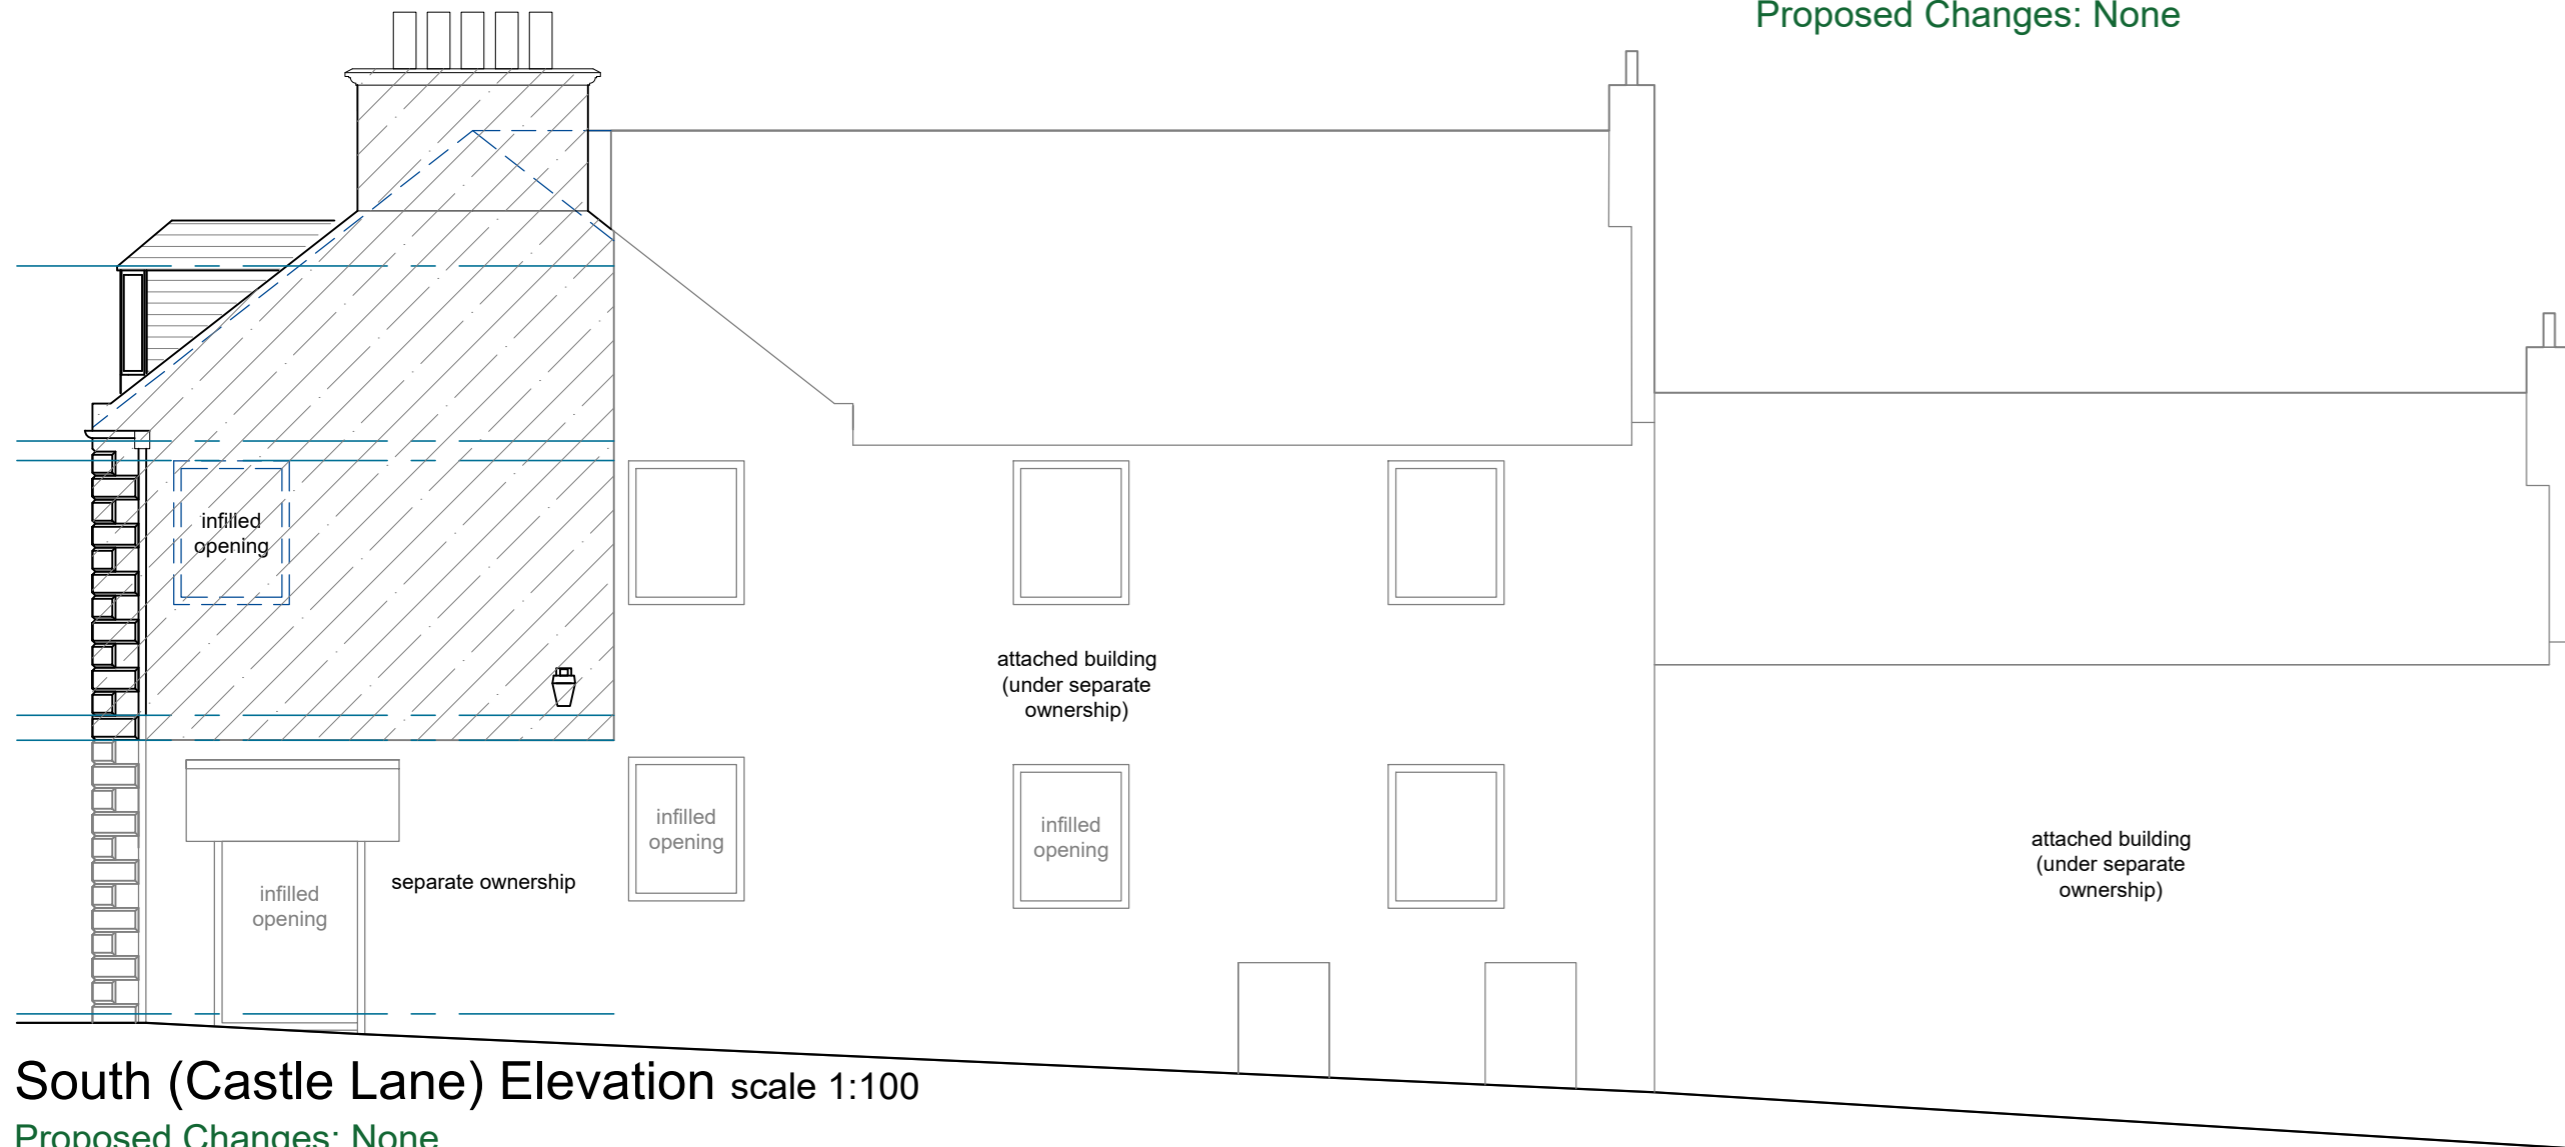 Proposed Changes: None
infilled
opening
attached building
(under separate
ownership)
infilled
opening
infilled
opening
attached building
(under separate
ownership)
separate ownership
infilled
opening
South (Castle Lane) Elevation scale 1:100
Proposed Changes: None